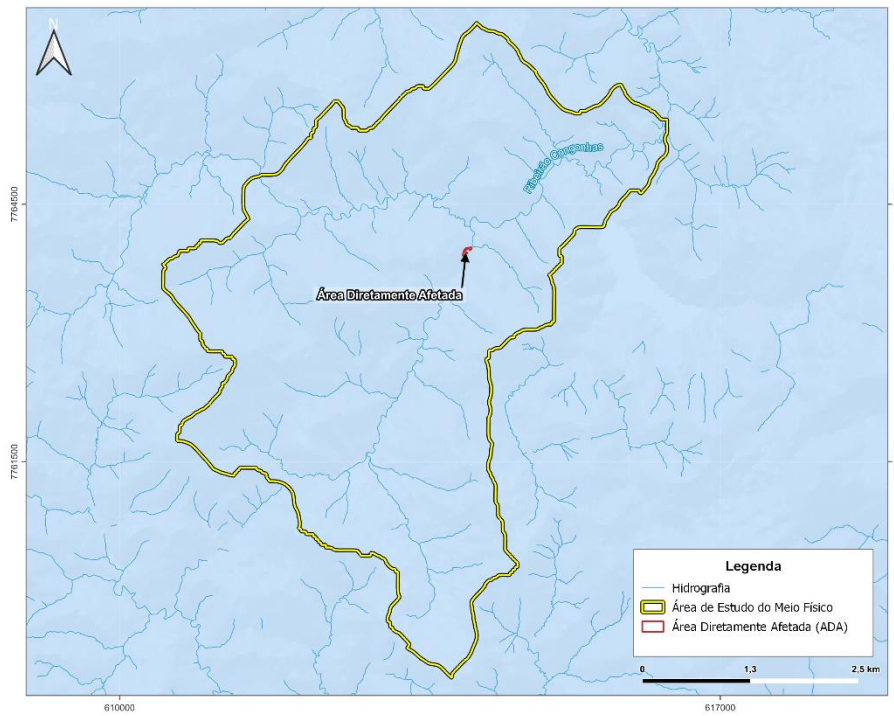 N
Ribeirão Congonhas
7764500
Área Diretamente Afetada
7761500
Legenda
Hidrografia
Área de Estudo do Meio Físico
Área Diretamente Afetada (ADA)
0 1,3 2,5 km
610000 617000